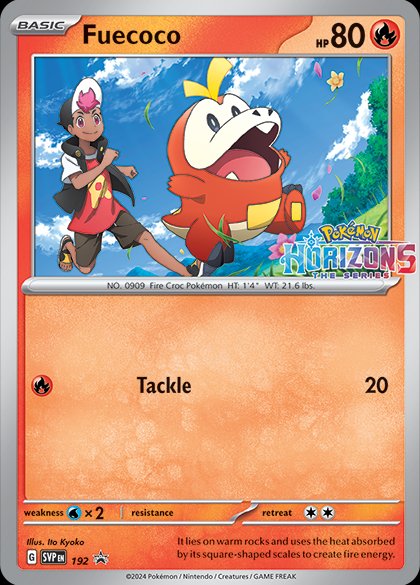 BASIC
Fuecoco
HP 80
Pokémon
HORIZONS
THE SERIES
NO. 0909 Fire Croc Pokémon HT: 1'4" WT: 21.6 lbs.
Tackle 20
weakness ×2 resistance retreat
Illus. Ito Kyoko
G SVP EN 192
It lies on warm rocks and uses the heat absorbed
by its square-shaped scales to create fire energy.
©2024 Pokémon / Nintendo / Creatures / GAME FREAK